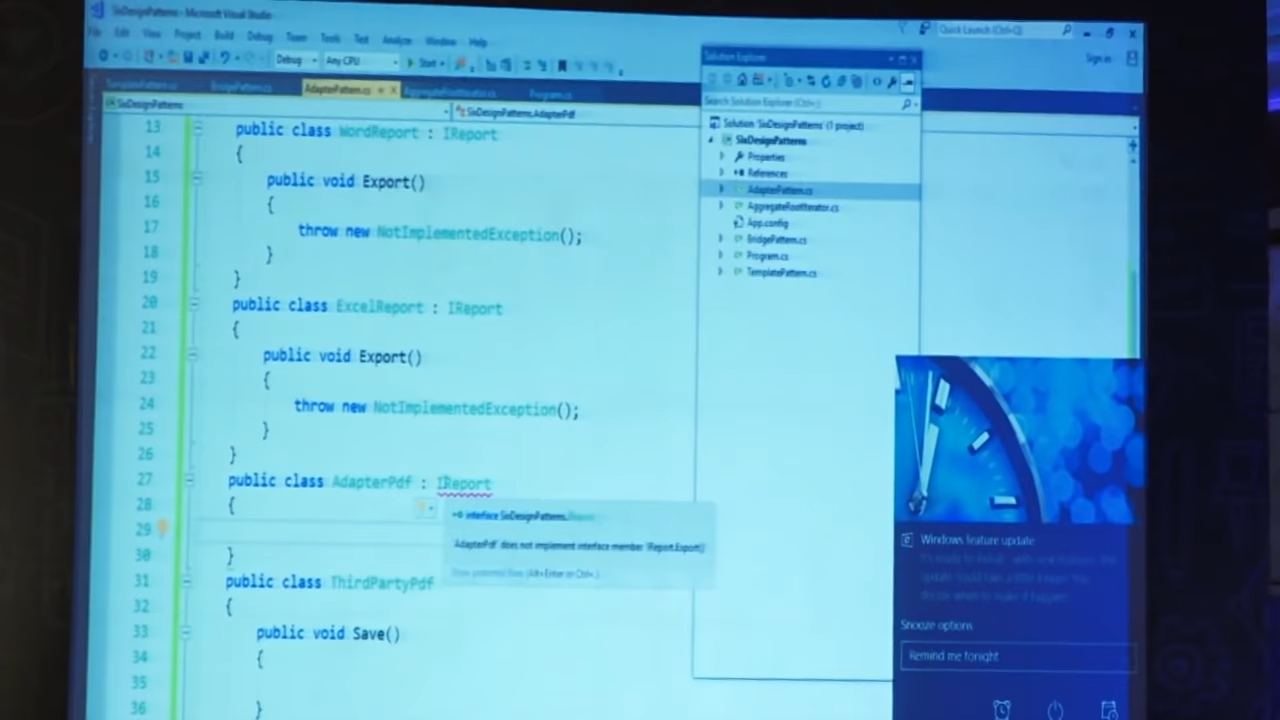 SixDesignPatterns - Microsoft Visual Studio
Quick Launch (Ctrl+Q)
File Edit View Project Build Debug Team Tools Test Analyze Window Help
Sign in
Debug Any CPU Start
TemplatePattern.cs BridgePattern.cs AdapterPattern.cs AggregateRootIterator.cs Program.cs
SixDesignPatterns SixDesignPatterns.AdapterPdf
13 public class WordReport : IReport
14 {
15 public void Export()
16 {
17 throw new NotImplementedException();
18 }
19 }
20 public class ExcelReport : IReport
21 {
22 public void Export()
23 {
24 throw new NotImplementedException();
25 }
26 }
27 public class AdapterPdf : IReport
28 {
29
30 }
31 public class ThirdPartyPdf
32 {
33 public void Save()
34 {
35
36 }
interface SixDesignPatterns.IReport
'AdapterPdf' does not implement interface member 'IReport.Export()'
Show potential fixes (Alt+Enter or Ctrl+.)
Solution Explorer
Search Solution Explorer (Ctrl+;)
Solution 'SixDesignPatterns' (1 project)
SixDesignPatterns
Properties
References
AdapterPattern.cs
AggregateRootIterator.cs
App.config
BridgePattern.cs
Program.cs
TemplatePattern.cs
Windows feature update
Snooze options
Remind me tonight